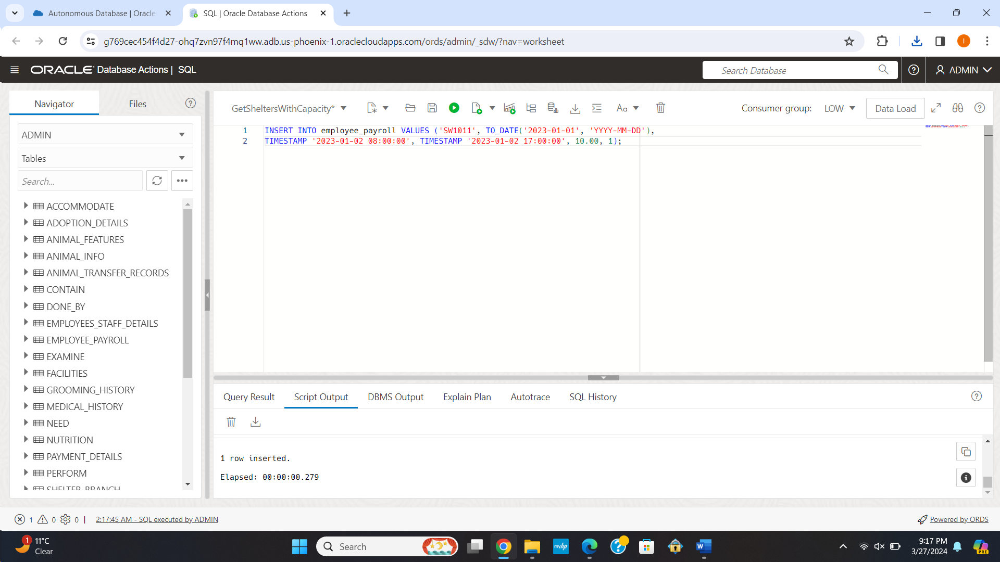 Autonomous Database | Oracle
SQL | Oracle Database Actions
g769cec454f4d27-ohq7zvn97f4mq1ww.adb.us-phoenix-1.oraclecloudapps.com/ords/admin/_sdw/?nav=worksheet
I
ORACLE Database Actions | SQL
Search Database
ADMIN
Navigator
Files
GetSheltersWithCapacity*
Aa
Consumer group: LOW
Data Load
ADMIN
Tables
Search...
ACCOMMODATE
ADOPTION_DETAILS
ANIMAL_FEATURES
ANIMAL_INFO
ANIMAL_TRANSFER_RECORDS
CONTAIN
DONE_BY
EMPLOYEES_STAFF_DETAILS
EMPLOYEE_PAYROLL
EXAMINE
FACILITIES
GROOMING_HISTORY
MEDICAL_HISTORY
NEED
NUTRITION
PAYMENT_DETAILS
PERFORM
SHELTER_BRANCH
1 INSERT INTO employee_payroll VALUES ('SW1011', TO_DATE('2023-01-01', 'YYYY-MM-DD'),
2 TIMESTAMP '2023-01-02 08:00:00', TIMESTAMP '2023-01-02 17:00:00', 10.00, 1);
Query Result
Script Output
DBMS Output
Explain Plan
Autotrace
SQL History
1 row inserted.
Elapsed: 00:00:00.279
1 0 0 | 2:17:45 AM - SQL executed by ADMIN
Powered by ORDS
1
11°C
Clear
Search
myhp
W
PRE
9:17 PM
3/27/2024